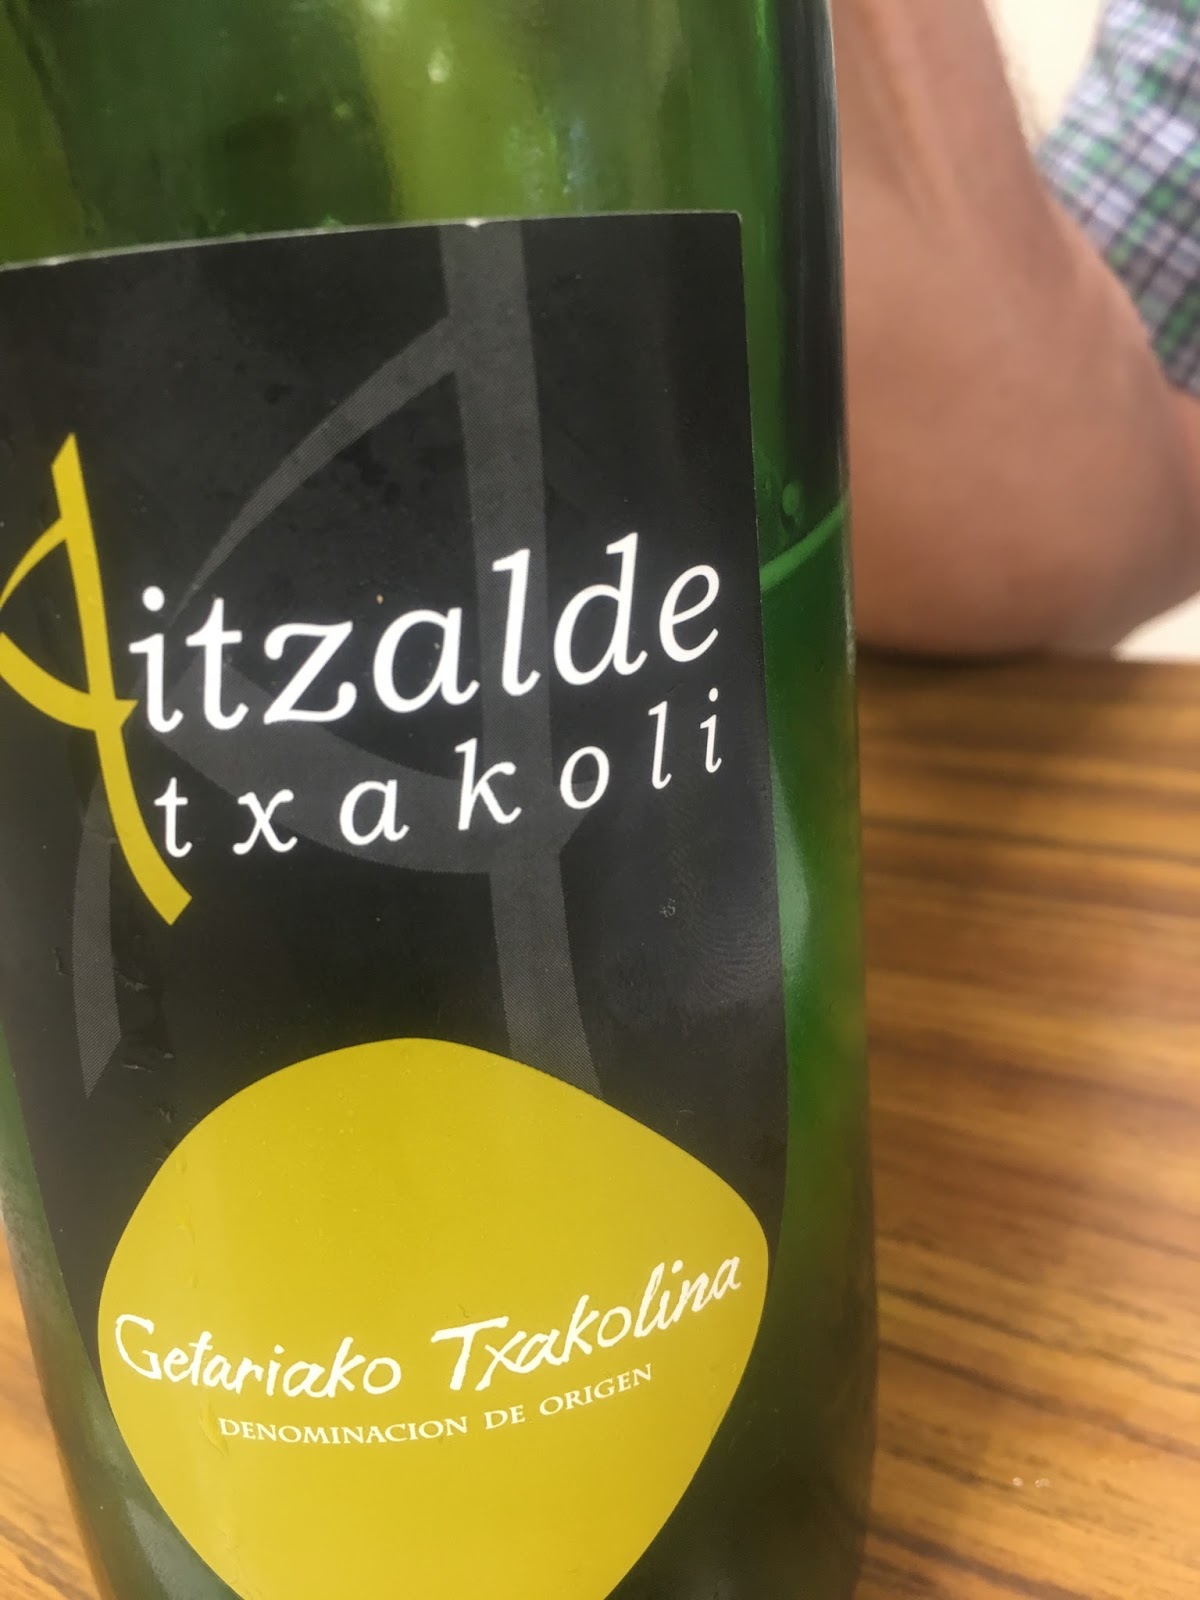 Aitzalde
txakoli
Getariako Txakolina
DENOMINACION DE ORIGEN